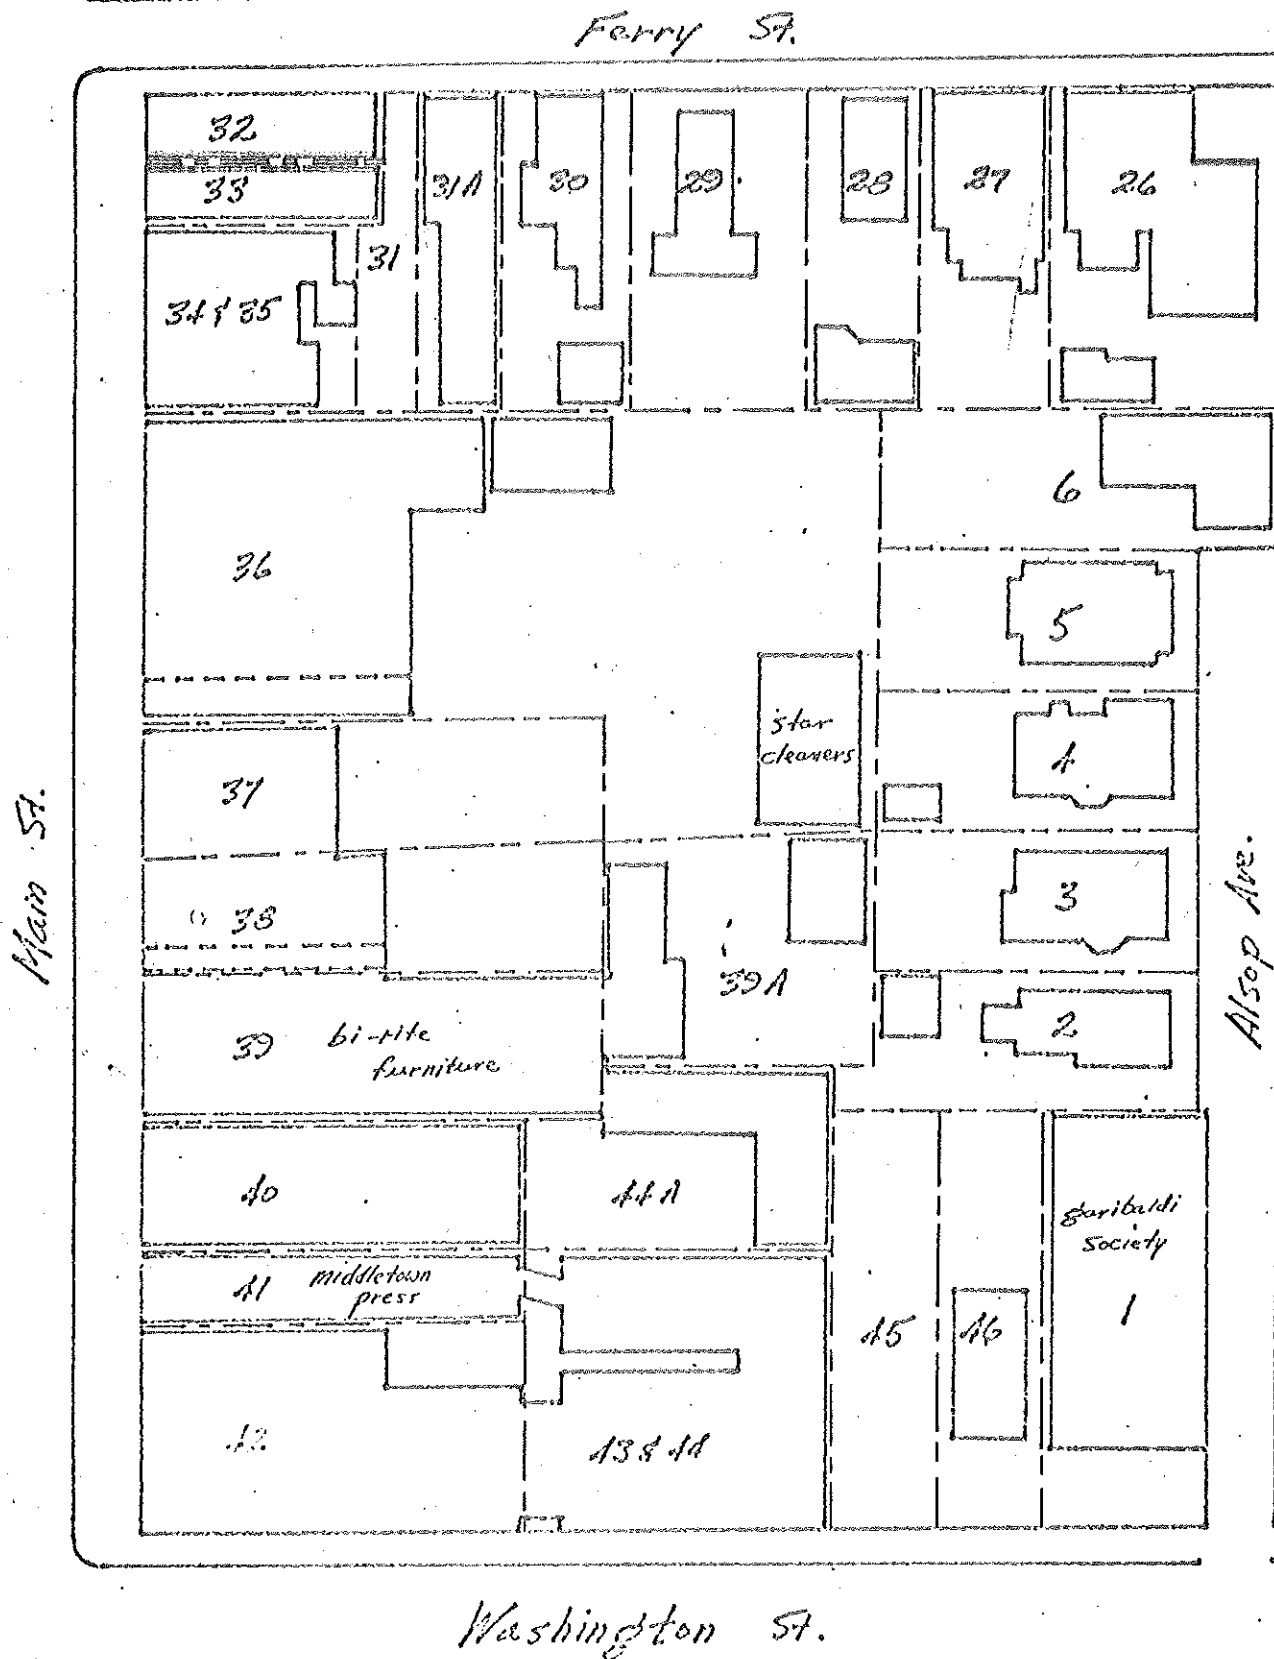 Ferry St.
32
33
31A
30
29
28
27
26
31
34 & 35
6
36
5
star
cleaners
4
37
Main St.
Alsop Ave.
3
38
39A
2
39
bi-rite
furniture
40
44A
garibaldi
society
1
41
middletown
press
45
46
42
43 & 44
Washington St.